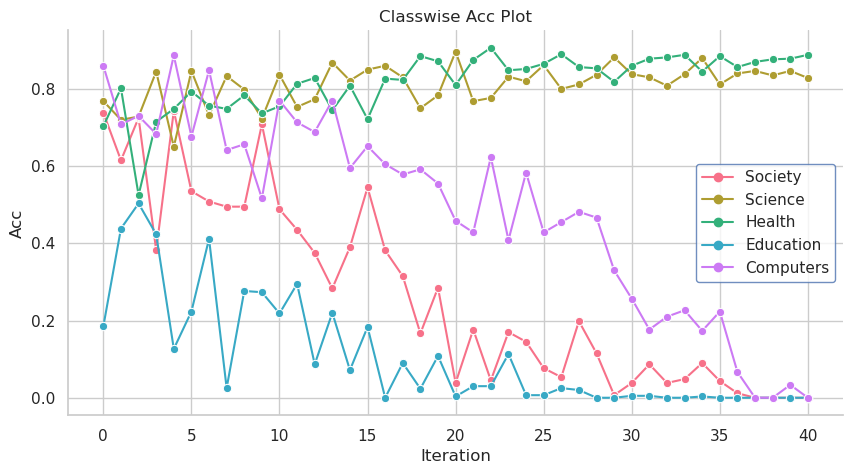 Classwise Acc Plot
Acc
0.8
0.6
0.4
0.2
0.0
Society
Science
Health
Education
Computers
0 5 10 15 20 25 30 35 40
Iteration